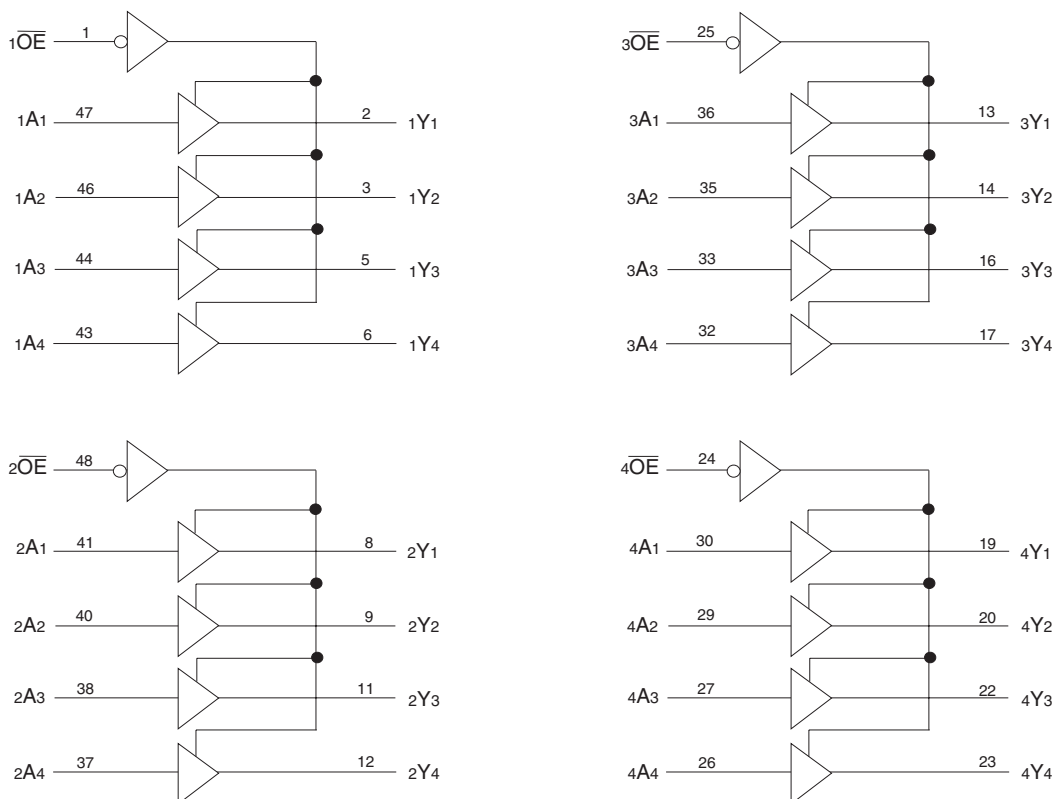 1OE 1
1A1 47 2 1Y1
1A2 46 3 1Y2
1A3 44 5 1Y3
1A4 43 6 1Y4
3OE 25
3A1 36 13 3Y1
3A2 35 14 3Y2
3A3 33 16 3Y3
3A4 32 17 3Y4
2OE 48
2A1 41 8 2Y1
2A2 40 9 2Y2
2A3 38 11 2Y3
2A4 37 12 2Y4
4OE 24
4A1 30 19 4Y1
4A2 29 20 4Y2
4A3 27 22 4Y3
4A4 26 23 4Y4